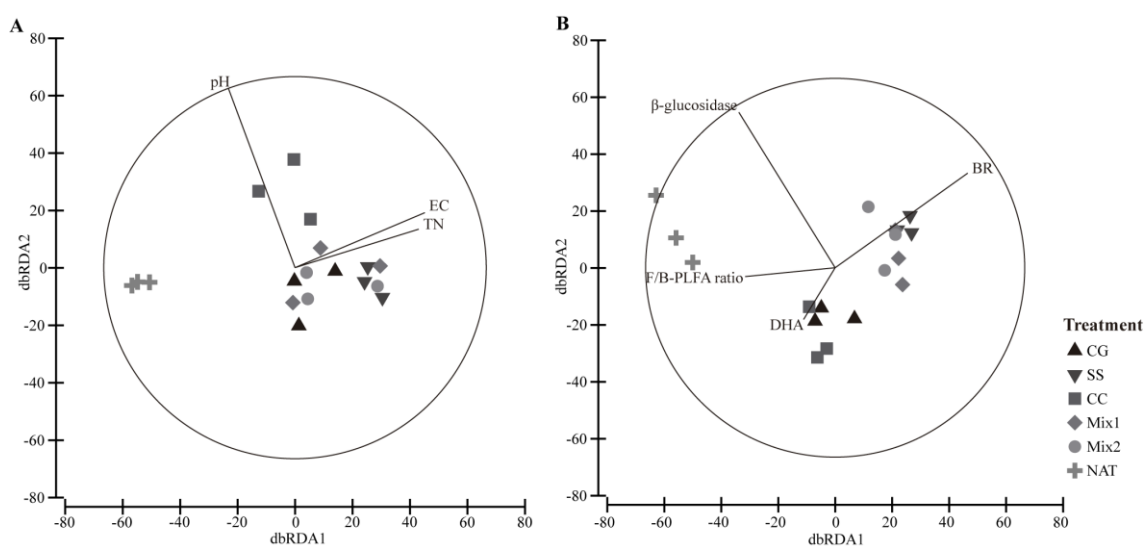 A
80
60
40
20
0
-20
-40
-60
-80
dbRDA2
pH
EC
TN
-80 -60 -40 -20 0 20 40 60 80
dbRDA1
B
80
60
40
20
0
-20
-40
-60
-80
dbRDA2
β-glucosidase
BR
F/B-PLFA ratio
DHA
-80 -60 -40 -20 0 20 40 60 80
dbRDA1
Treatment
CG
SS
CC
Mix1
Mix2
NAT